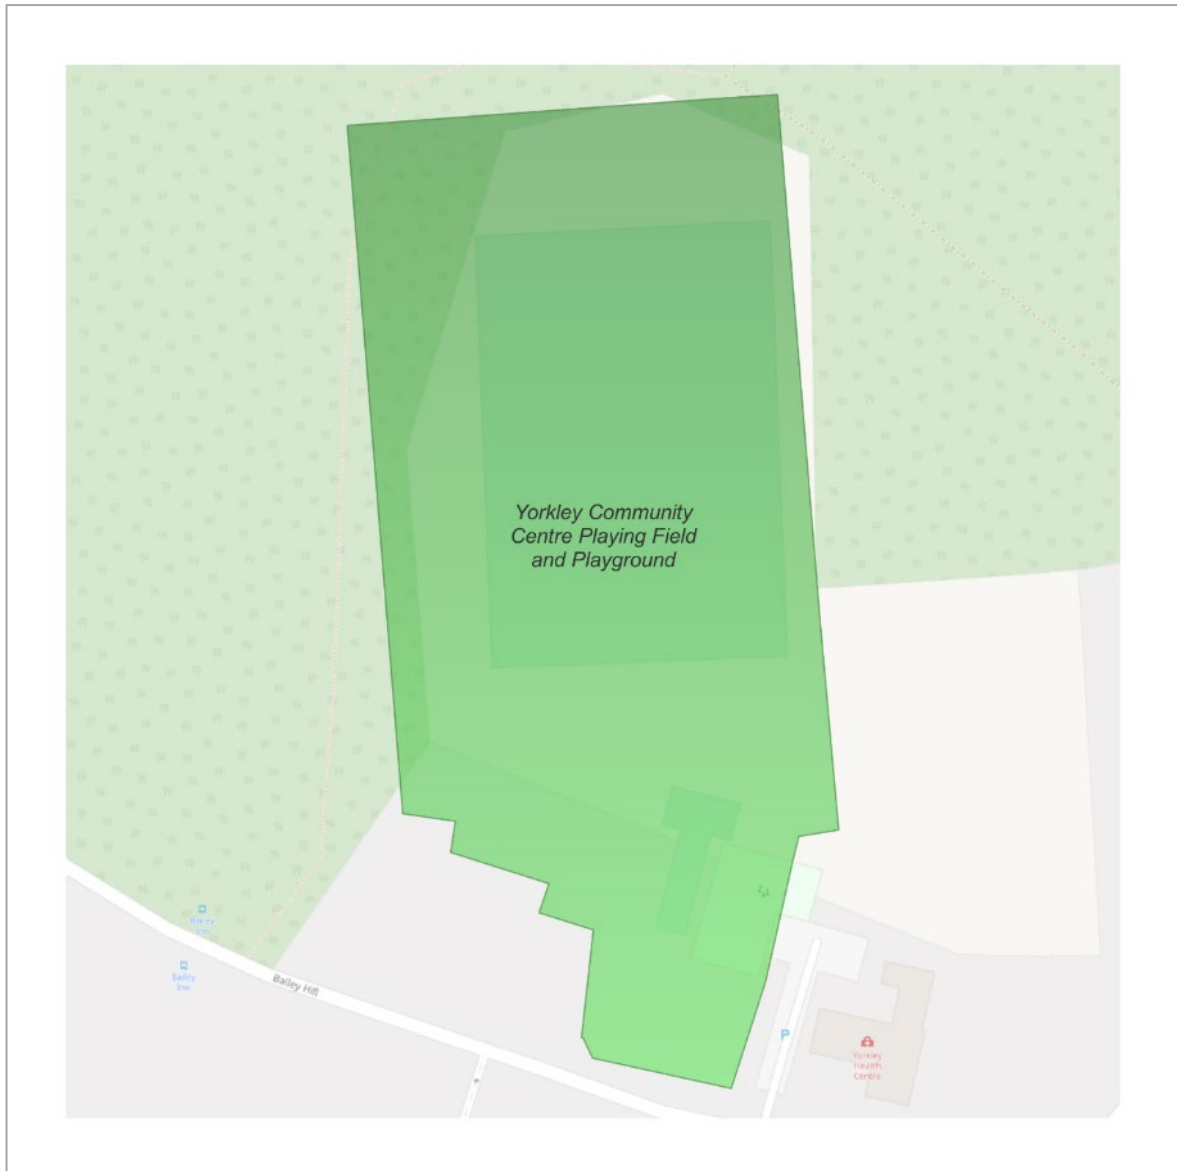 Yorkley Community
Centre Playing Field
and Playground
Bailey
Inn
Bailey
Inn
Bailey Hill
P
Yorkley
Health
Centre